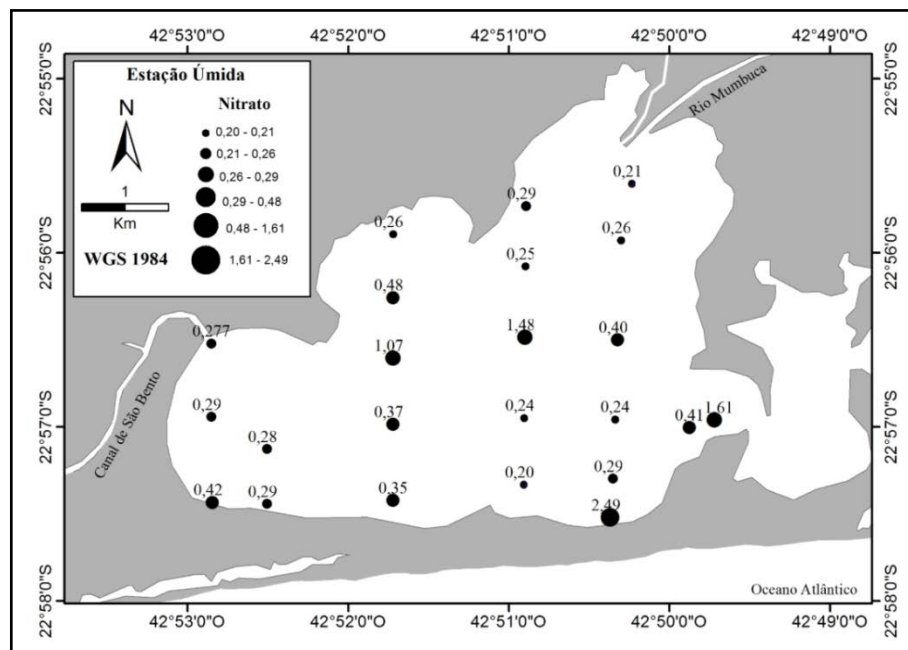 42°53'0"O 42°52'0"O 42°51'0"O 42°50'0"O 42°49'0"O
22°55'0"S
22°55'0"S
Estação Úmida
N
Nitrato
0,20 - 0,21
0,21 - 0,26
0,26 - 0,29
0,29 - 0,48
0,48 - 1,61
1,61 - 2,49
1
Km
WGS 1984
Rio Mumbuca
0,21
0,29
0,26
0,26
22°56'0"S
22°56'0"S
0,25
0,48
1,48
0,40
0,277
1,07
Canal de São Bento
22°57'0"S
22°57'0"S
0,29
0,37
0,24
0,24
0,41
1,61
0,28
0,20
0,29
0,42
0,29
0,35
2,49
22°58'0"S
22°58'0"S
Oceano Atlântico
42°53'0"O 42°52'0"O 42°51'0"O 42°50'0"O 42°49'0"O